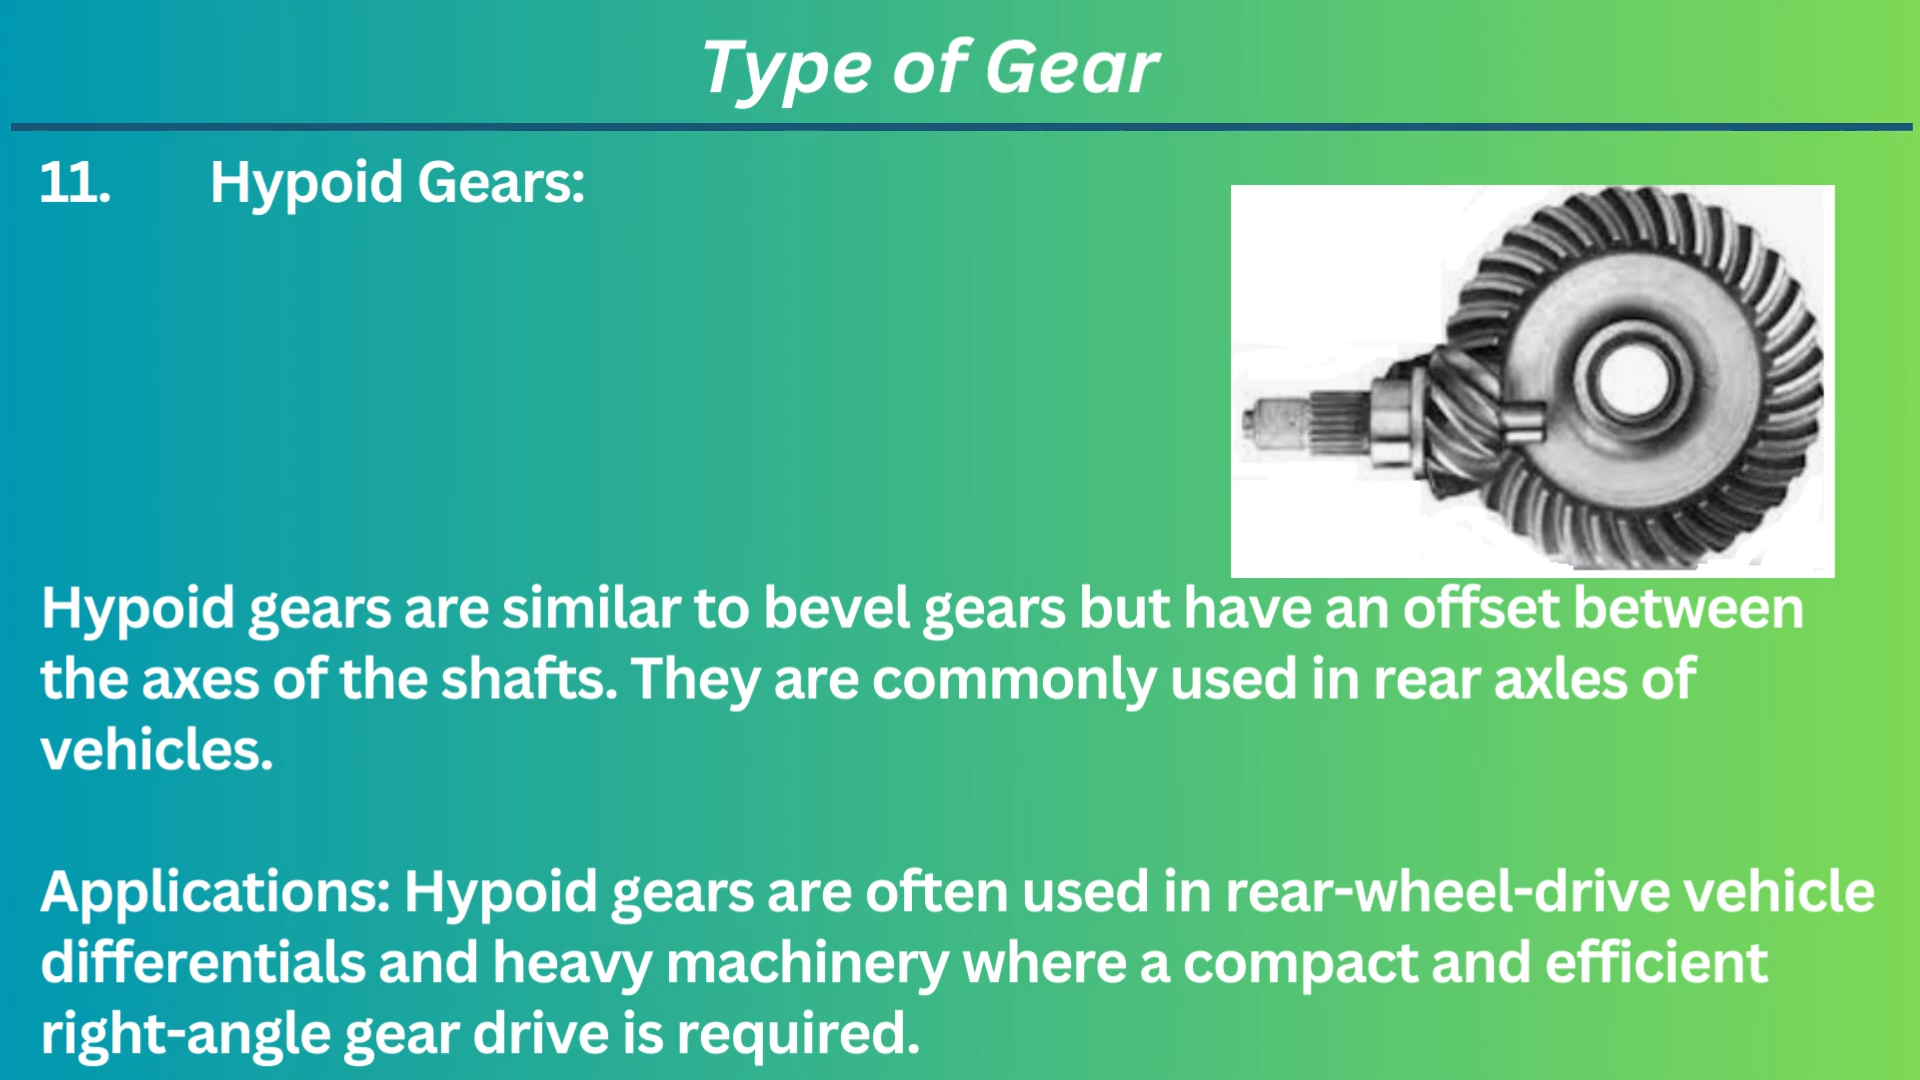 Type of Gear
11. Hypoid Gears:
Hypoid gears are similar to bevel gears but have an offset between
the axes of the shafts. They are commonly used in rear axles of
vehicles.
Applications: Hypoid gears are often used in rear-wheel-drive vehicle
differentials and heavy machinery where a compact and efficient
right-angle gear drive is required.